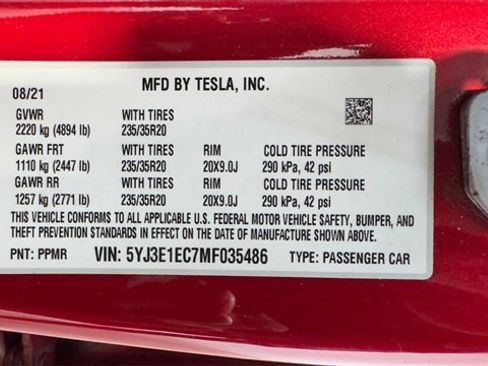 MFD BY TESLA, INC.
08/21
GVWR WITH TIRES
2220 kg (4894 lb) 235/35R20
GAWR FRT WITH TIRES RIM COLD TIRE PRESSURE
1110 kg (2447 lb) 235/35R20 20X9.0J 290 kPa, 42 psi
GAWR RR WITH TIRES RIM COLD TIRE PRESSURE
1257 kg (2771 lb) 235/35R20 20X9.0J 290 kPa, 42 psi
THIS VEHICLE CONFORMS TO ALL APPLICABLE U.S. FEDERAL MOTOR VEHICLE SAFETY, BUMPER, AND
THEFT PREVENTION STANDARDS IN EFFECT ON THE DATE OF MANUFACTURE SHOWN ABOVE.
PNT: PPMR VIN: 5YJ3E1EC7MF035486 TYPE: PASSENGER CAR